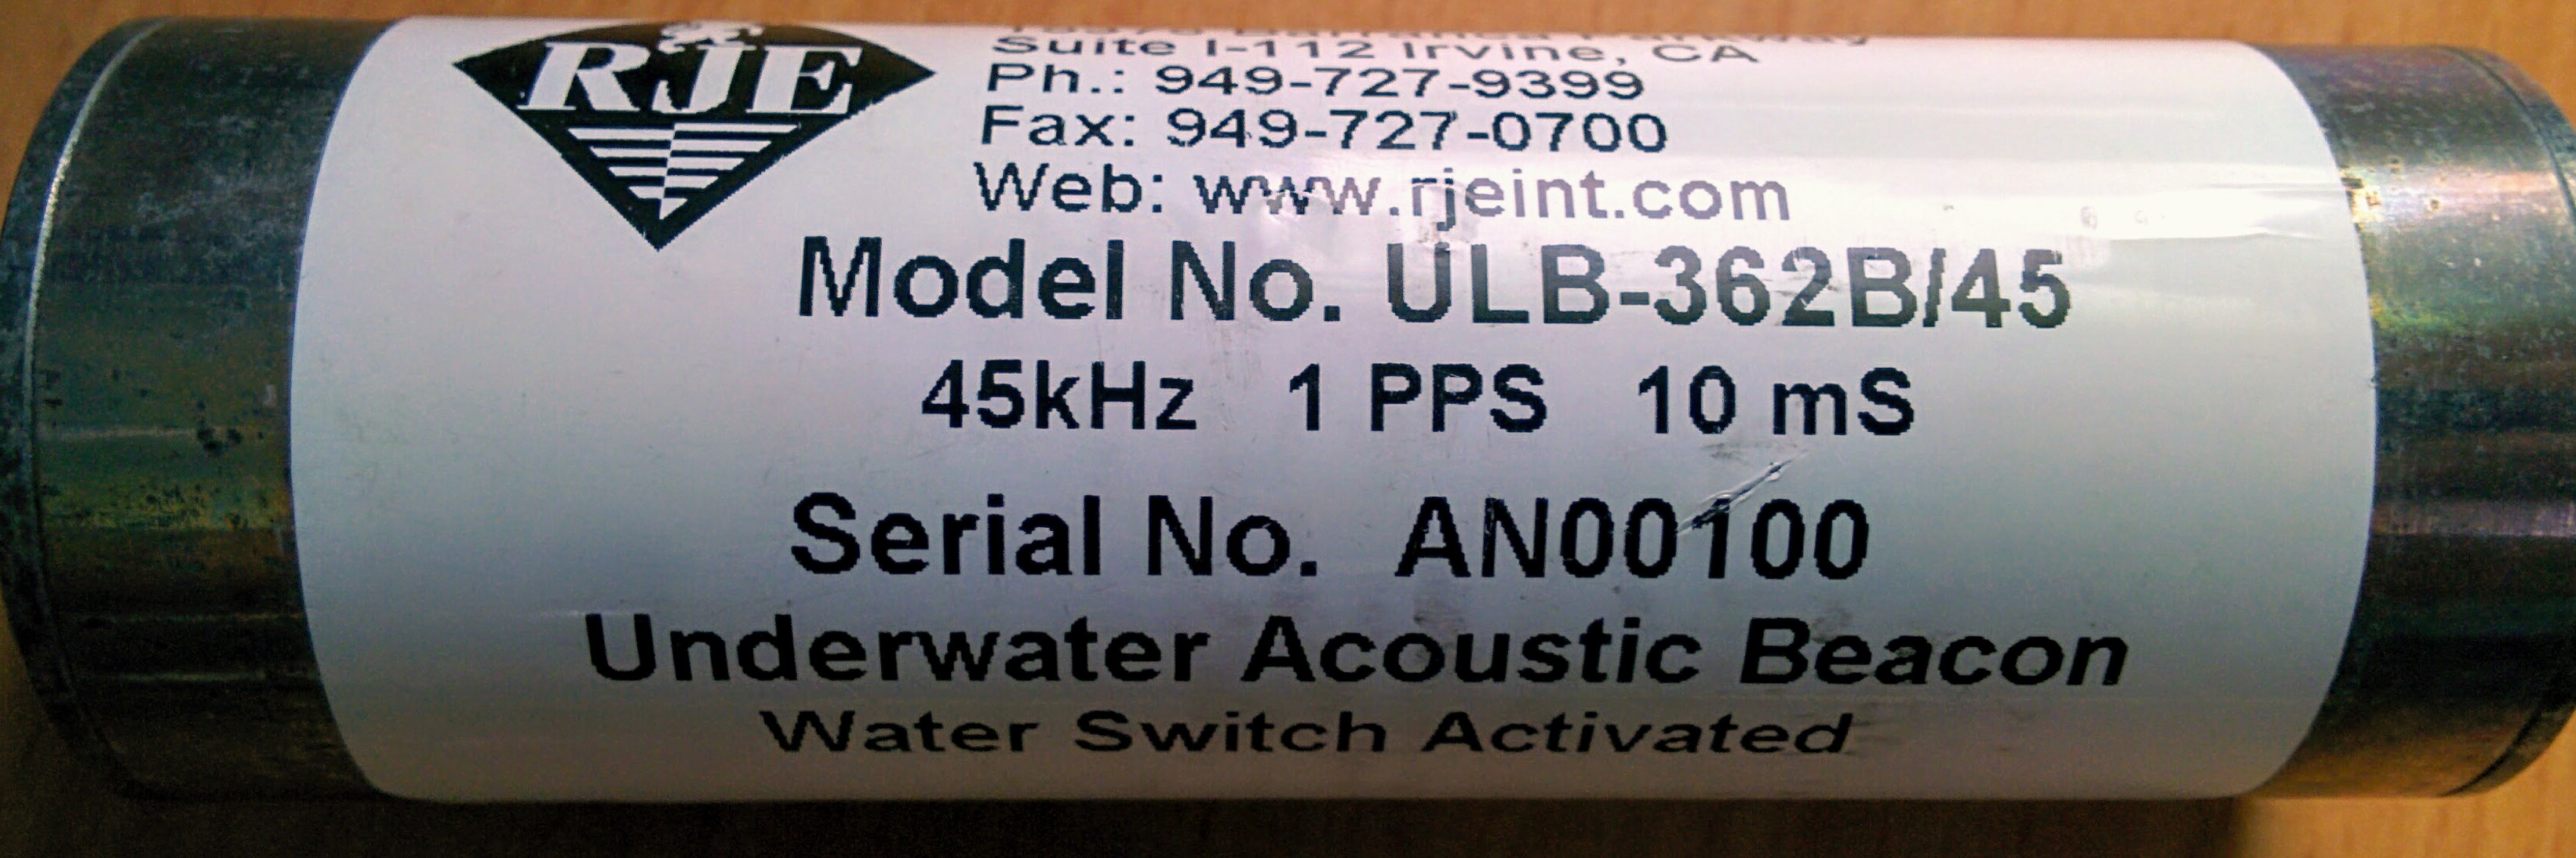 RJE
Suite I-112 Irvine, CA
Ph.: 949-727-9399
Fax: 949-727-0700
Web: www.rjeint.com
Model No. ULB-362B/45
45kHz 1 PPS 10 mS
Serial No. AN00100
Underwater Acoustic Beacon
Water Switch Activated